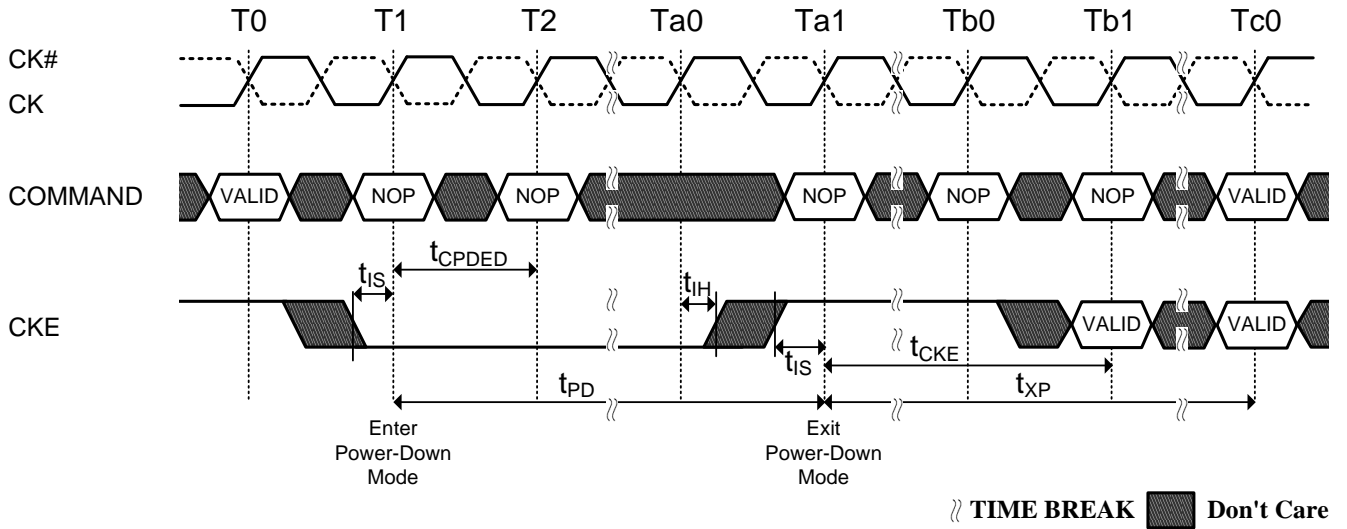 T0 T1 T2 Ta0 Ta1 Tb0 Tb1 Tc0
CK#
CK
COMMAND VALID NOP NOP NOP NOP NOP VALID
tCPDED
tIS tIH
CKE VALID VALID
tIS tCKE
tPD tXP
Enter Power-Down Mode
Exit Power-Down Mode
TIME BREAK Don't Care